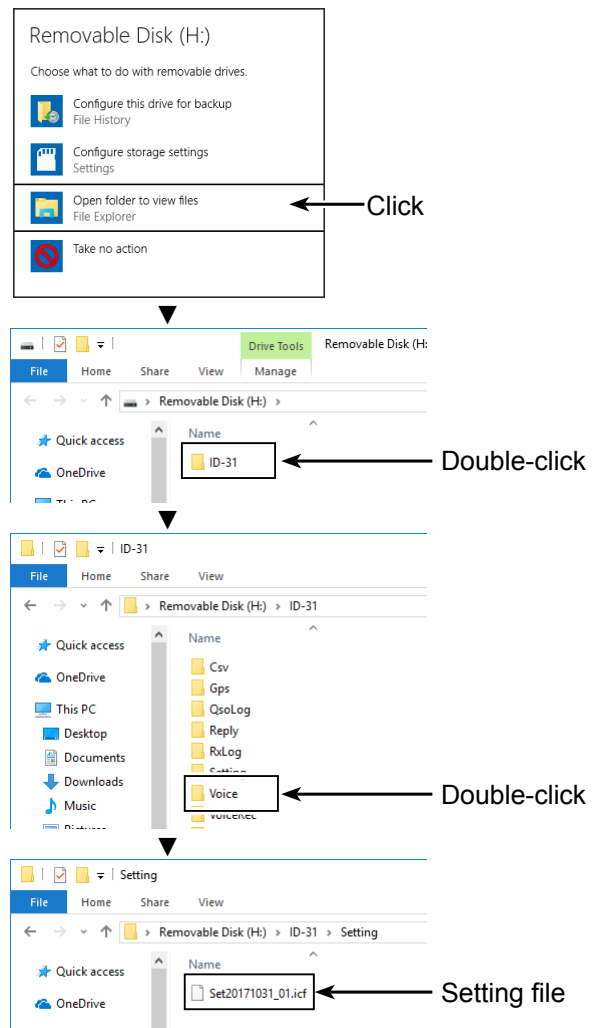 Removable Disk (H:)
Choose what to do with removable drives.
Configure this drive for backup
File History
Configure storage settings
Settings
Open folder to view files
File Explorer
Click
Take no action
Drive Tools
Removable Disk (H:
File Home Share View Manage
Removable Disk (H:)
Quick access
Name
ID-31
Double-click
OneDrive
This PC
ID-31
File Home Share View
Removable Disk (H:) ID-31
Quick access
Name
OneDrive
Csv
Gps
This PC
QsoLog
Desktop
Reply
Documents
RxLog
Downloads
Setting
Music
Voice
Double-click
Pictures
VoiceRec
Setting
File Home Share View
Removable Disk (H:) ID-31 Setting
Quick access
Name
Set20171031_01.icf
Setting file
OneDrive